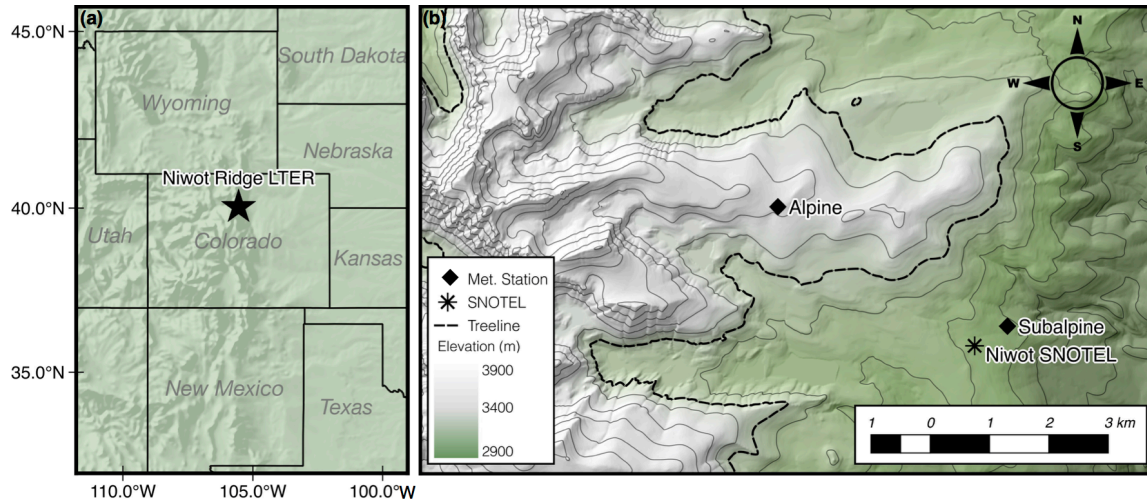 (a)
45.0°N
40.0°N
35.0°N
110.0°W
105.0°W
100.0°W
South Dakota
Wyoming
Nebraska
Niwot Ridge LTER
Utah
Colorado
Kansas
New Mexico
Texas
(b)
N
W
E
S
Alpine
Subalpine
Niwot SNOTEL
Met. Station
SNOTEL
Treeline
Elevation (m)
3900
3400
2900
1 0 1 2 3 km